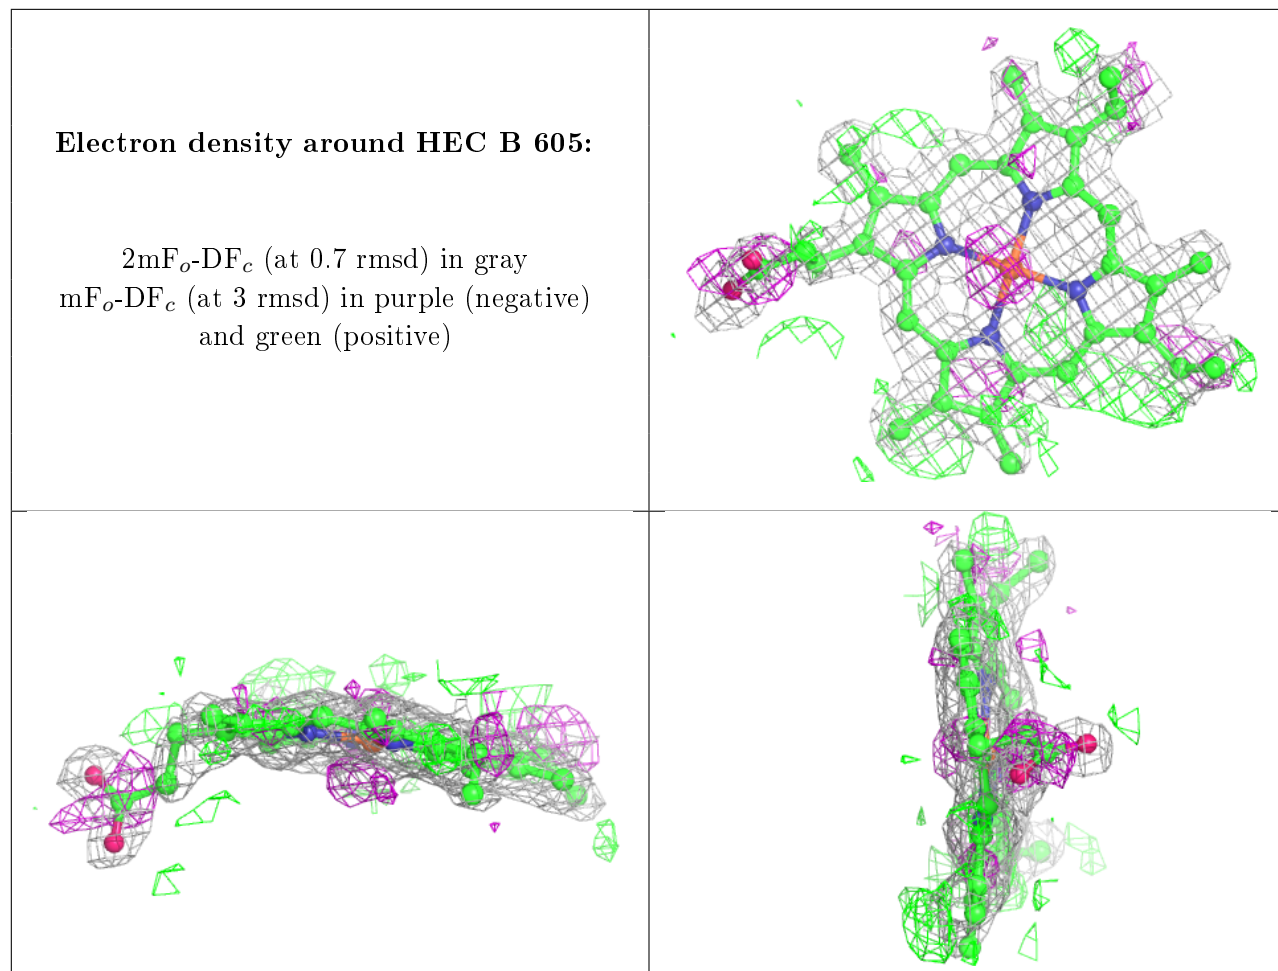 Electron density around HEC B 605:
2mFₒ-DF𝒸 (at 0.7 rmsd) in gray
mFₒ-DF𝒸 (at 3 rmsd) in purple (negative)
and green (positive)